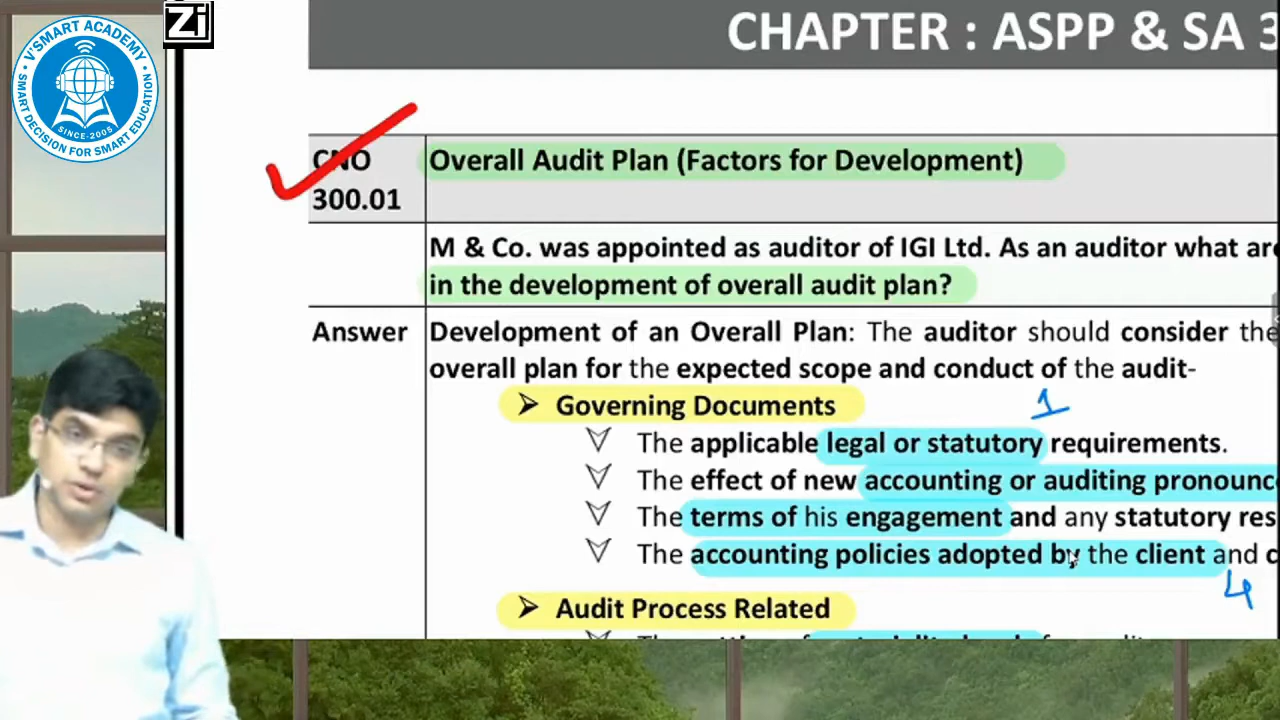 V'SMART ACADEMY
SINCE-2005
SMART DECISION FOR SMART EDUCATION
Zi
CHAPTER : ASPP & SA 3
CNO
300.01
Overall Audit Plan (Factors for Development)
M & Co. was appointed as auditor of IGI Ltd. As an auditor what are
in the development of overall audit plan?
Answer
Development of an Overall Plan: The auditor should consider the
overall plan for the expected scope and conduct of the audit-
➢ Governing Documents
1
The applicable legal or statutory requirements.
The effect of new accounting or auditing pronounc
The terms of his engagement and any statutory res
The accounting policies adopted by the client and c
4
➢ Audit Process Related